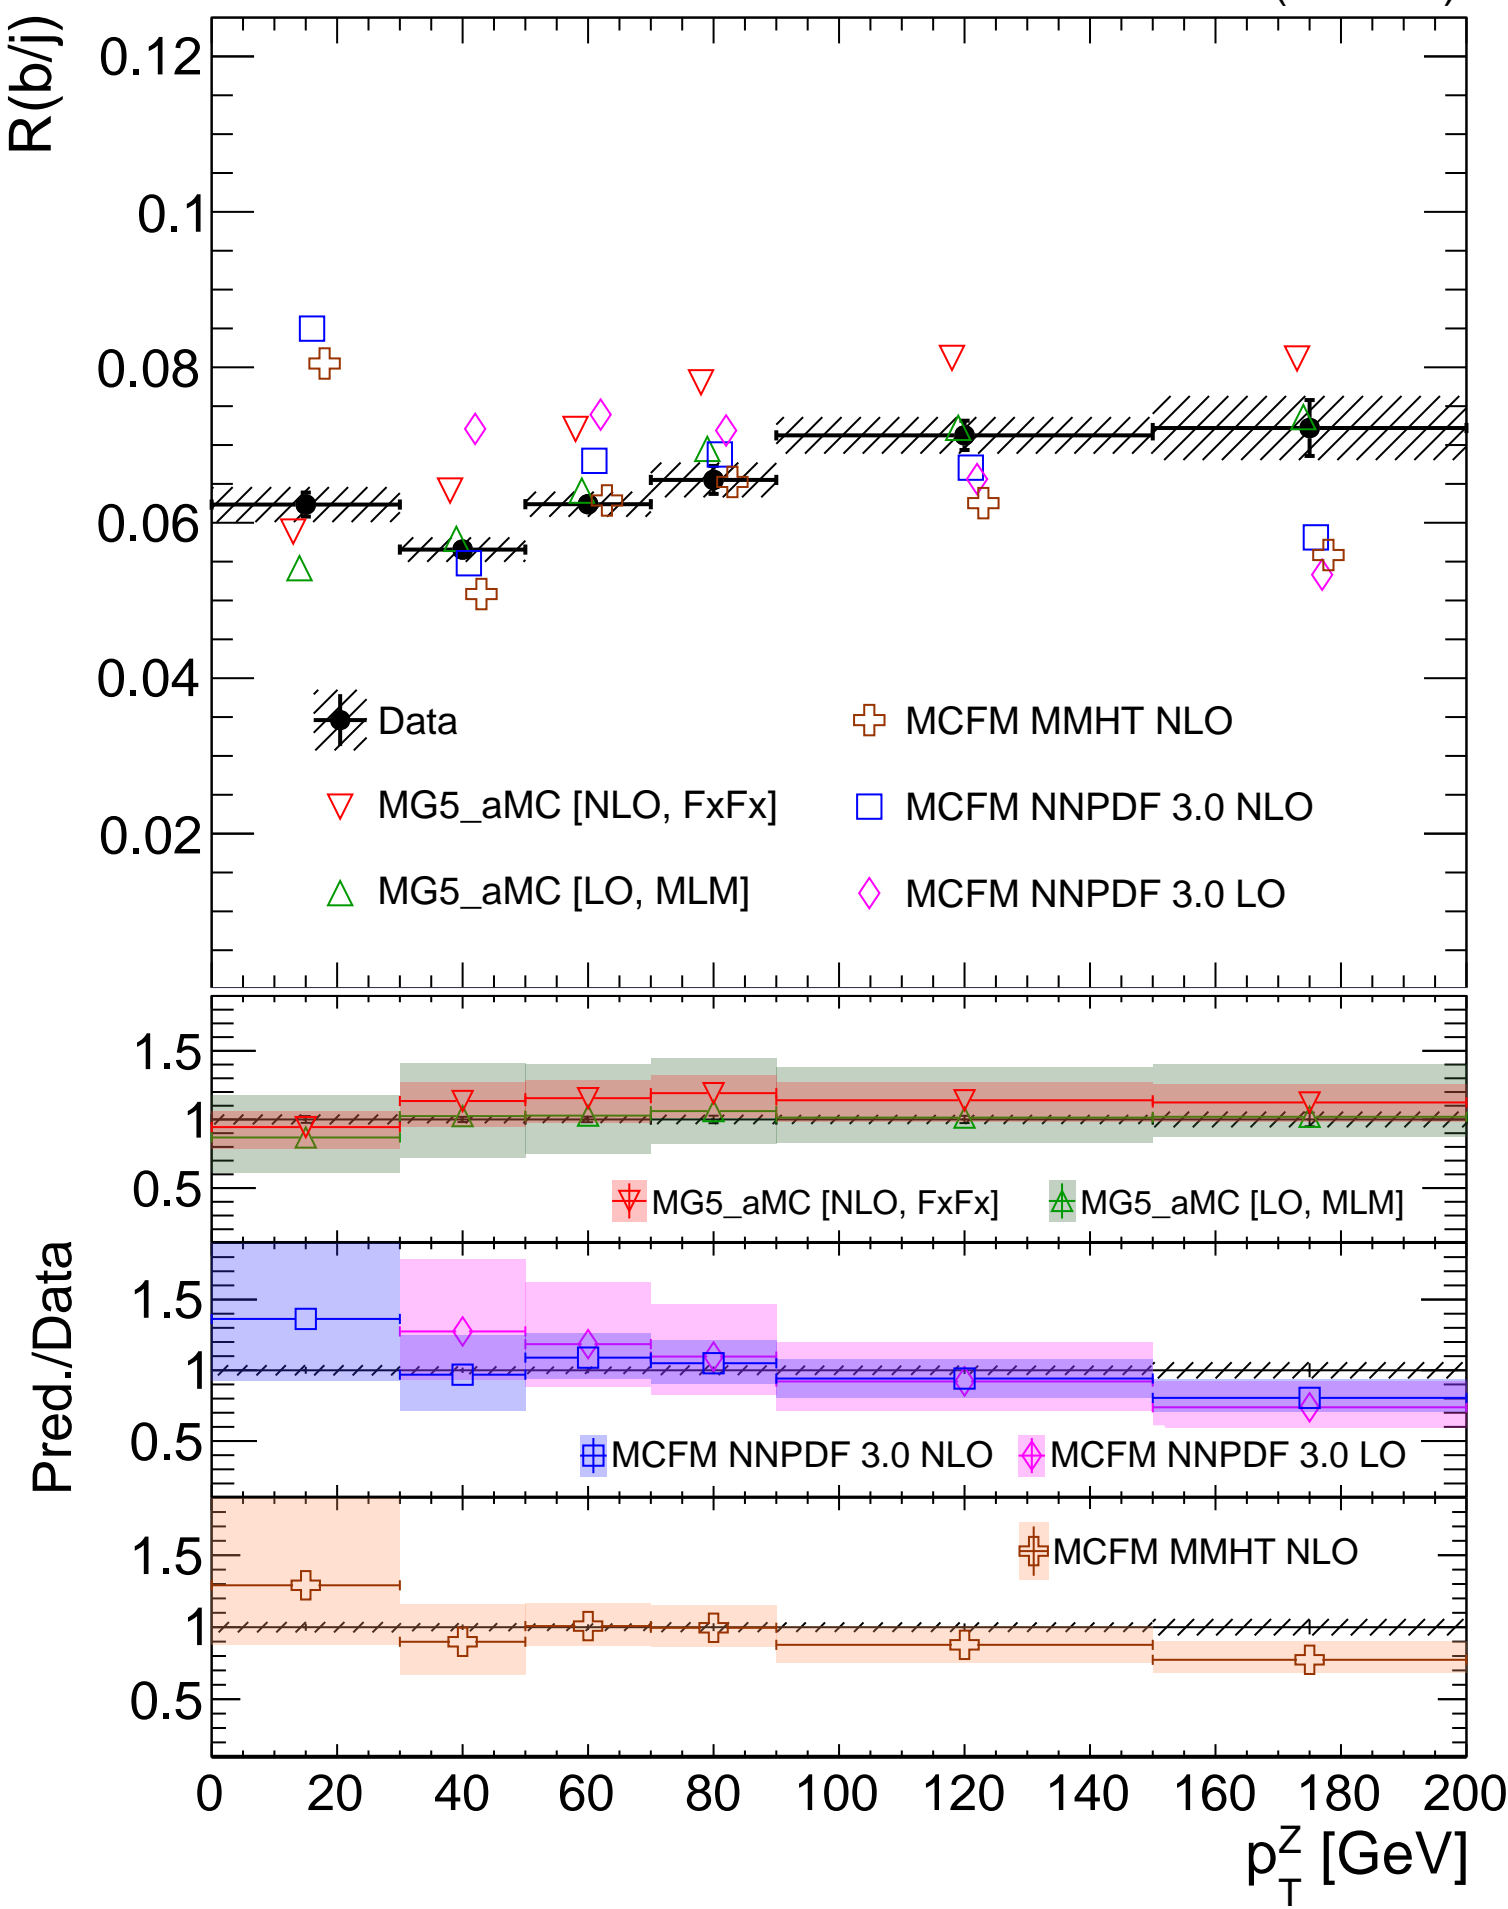 R(b/j)
0.12
0.1
0.08
0.06
0.04
0.02
Data
MG5_aMC [NLO, FxFx]
MG5_aMC [LO, MLM]
MCFM MMHT NLO
MCFM NNPDF 3.0 NLO
MCFM NNPDF 3.0 LO
Pred./Data
1.5
1
0.5
MG5_aMC [NLO, FxFx] MG5_aMC [LO, MLM]
1.5
1
0.5
MCFM NNPDF 3.0 NLO MCFM NNPDF 3.0 LO
MCFM MMHT NLO
1.5
1
0.5
0 20 40 60 80 100 120 140 160 180 200
p_T^Z [GeV]